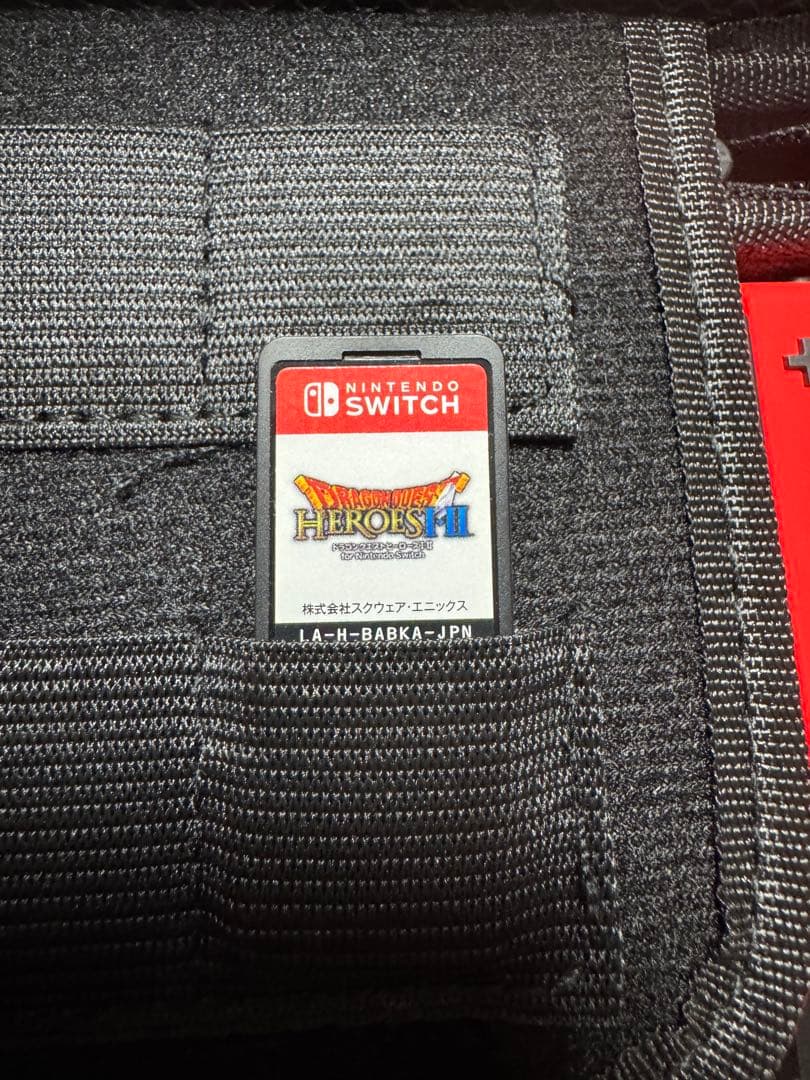 NINTENDO
SWITCH
DRAGON QUEST
HEROES I·II
ドラゴンクエストヒーローズI・II
for Nintendo Switch
株式会社スクウェア・エニックス
LA-H-BABKA-JPN